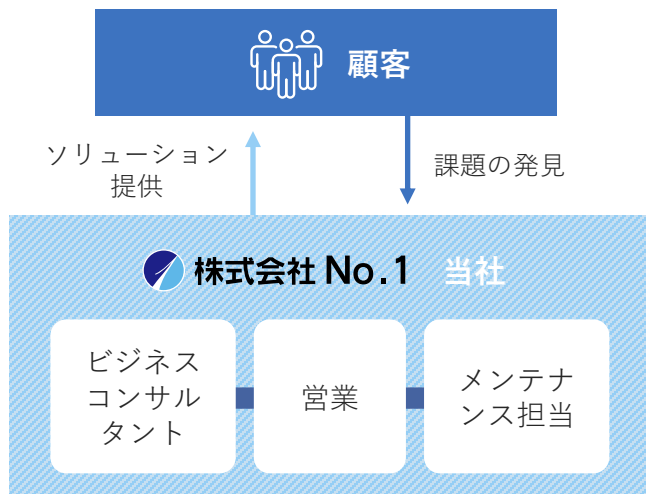 顧客
ソリューション
提供
課題の発見
株式会社 No.1 当社
ビジネス
コンサル
タント
営業
メンテナ
ンス担当